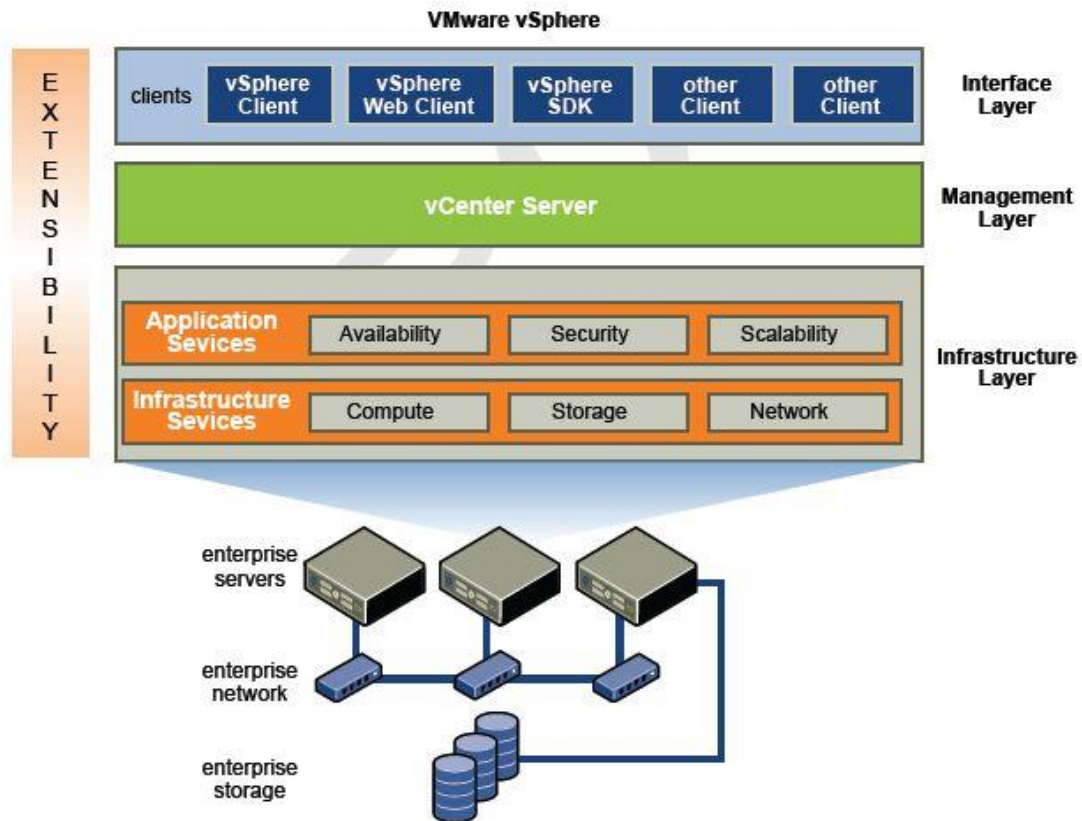 VMware vSphere
E
X
T
E
N
S
I
B
I
L
I
T
Y
clients
vSphere
Client
vSphere
Web Client
vSphere
SDK
other
Client
other
Client
Interface
Layer
vCenter Server
Management
Layer
Application
Sevices
Availability
Security
Scalability
Infrastructure
Sevices
Compute
Storage
Network
Infrastructure
Layer
enterprise
servers
enterprise
network
enterprise
storage